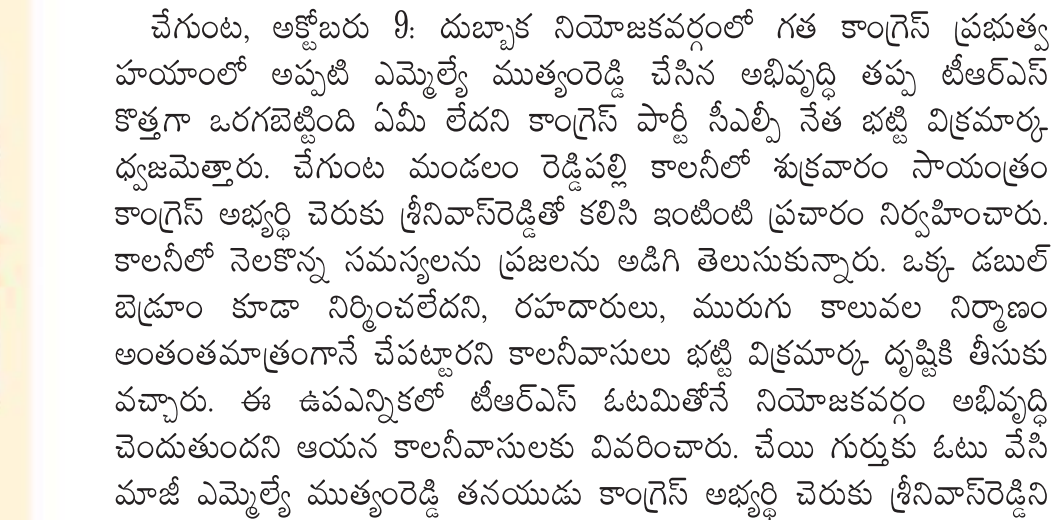 చేగుంట, అక్టోబరు 9: దుబ్బాక నియోజకవర్గంలో గత కాంగ్రెస్ ప్రభుత్వ
హయాంలో అప్పటి ఎమ్మెల్యే ముత్యంరెడ్డి చేసిన అభివృద్ధి తప్ప టీఆర్ఎస్
కొత్తగా ఒరగబెట్టింది ఏమీ లేదని కాంగ్రెస్ పార్టీ సీఎల్పీ నేత భట్టి విక్రమార్క
ధ్వజమెత్తారు. చేగుంట మండలం రెడ్డిపల్లి కాలనీలో శుక్రవారం సాయంత్రం
కాంగ్రెస్ అభ్యర్థి చెరుకు శ్రీనివాస్‌రెడ్డితో కలిసి ఇంటింటి ప్రచారం నిర్వహించారు.
కాలనీలో నెలకొన్న సమస్యలను ప్రజలను అడిగి తెలుసుకున్నారు. ఒక్క డబుల్
బెడ్రూం కూడా నిర్మించలేదని, రహదారులు, మురుగు కాలువల నిర్మాణం
అంతంతమాత్రంగానే చేపట్టారని కాలనీవాసులు భట్టి విక్రమార్క దృష్టికి తీసుకు
వచ్చారు. ఈ ఉపఎన్నికలో టీఆర్ఎస్ ఓటమితోనే నియోజకవర్గం అభివృద్ధి
చెందుతుందని ఆయన కాలనీవాసులకు వివరించారు. చేయి గుర్తుకు ఓటు వేసి
మాజీ ఎమ్మెల్యే ముత్యంరెడ్డి తనయుడు కాంగ్రెస్ అభ్యర్థి చెరుకు శ్రీనివాస్‌రెడ్డిని